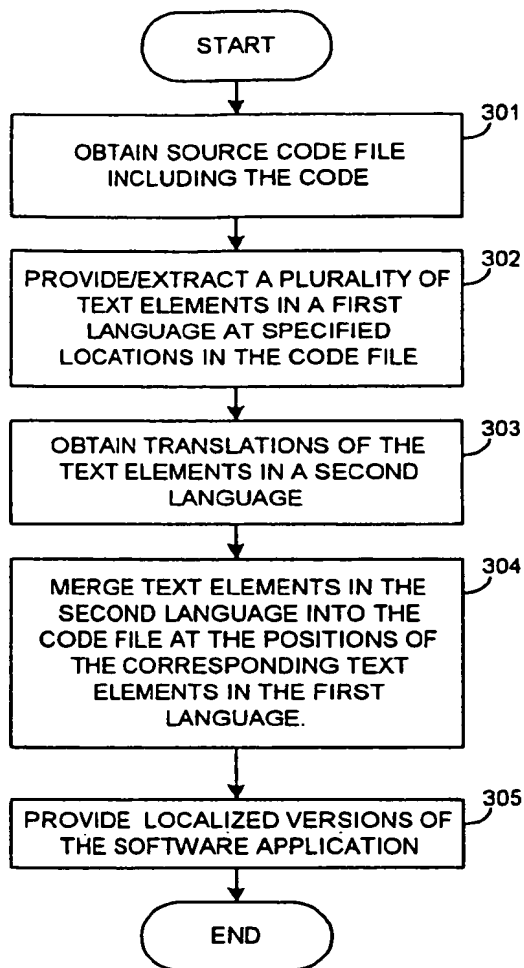 START
301
OBTAIN SOURCE CODE FILE
INCLUDING THE CODE
302
PROVIDE/EXTRACT A PLURALITY OF
TEXT ELEMENTS IN A FIRST
LANGUAGE AT SPECIFIED
LOCATIONS IN THE CODE FILE
303
OBTAIN TRANSLATIONS OF THE
TEXT ELEMENTS IN A SECOND
LANGUAGE
304
MERGE TEXT ELEMENTS IN THE
SECOND LANGUAGE INTO THE
CODE FILE AT THE POSITIONS OF
THE CORRESPONDING TEXT
ELEMENTS IN THE FIRST
LANGUAGE.
305
PROVIDE LOCALIZED VERSIONS OF
THE SOFTWARE APPLICATION
END